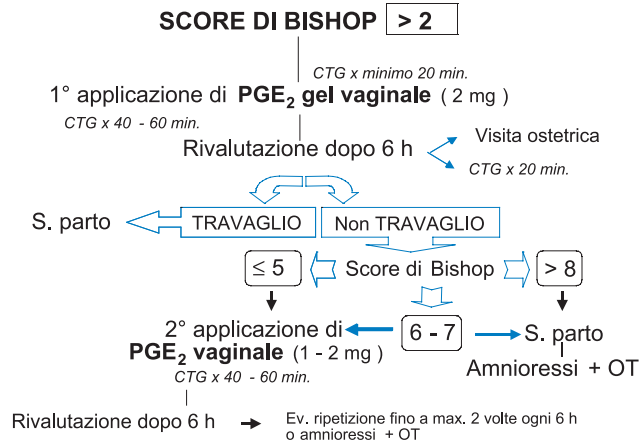 SCORE DI BISHOP > 2
CTG x minimo 20 min.
1° applicazione di PGE2 gel vaginale ( 2 mg )
CTG x 40 - 60 min.
Rivalutazione dopo 6 h
Visita ostetrica
CTG x 20 min.
S. parto
TRAVAGLIO
Non TRAVAGLIO
≤ 5
Score di Bishop
> 8
2° applicazione di
PGE2 vaginale (1 - 2 mg )
6 - 7
S. parto
Amnioressi + OT
CTG x 40 - 60 min.
Rivalutazione dopo 6 h
Ev. ripetizione fino a max. 2 volte ogni 6 h
o amnioressi + OT